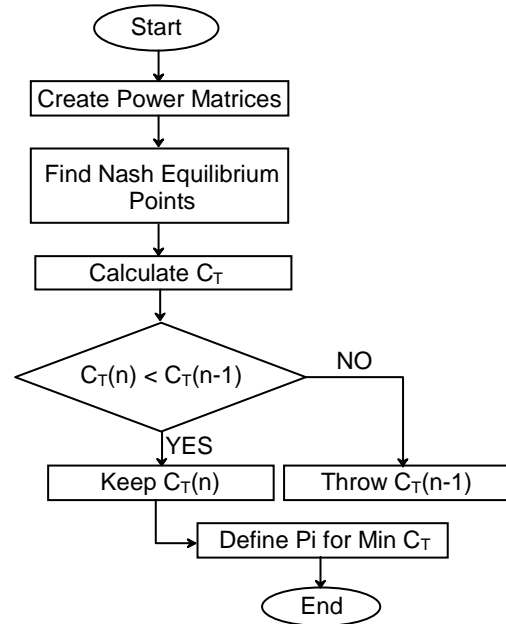 Start
Create Power Matrices
Find Nash Equilibrium
Points
Calculate C_T
C_T(n) < C_T(n-1)
NO
YES
Keep C_T(n)
Throw C_T(n-1)
Define Pi for Min C_T
End